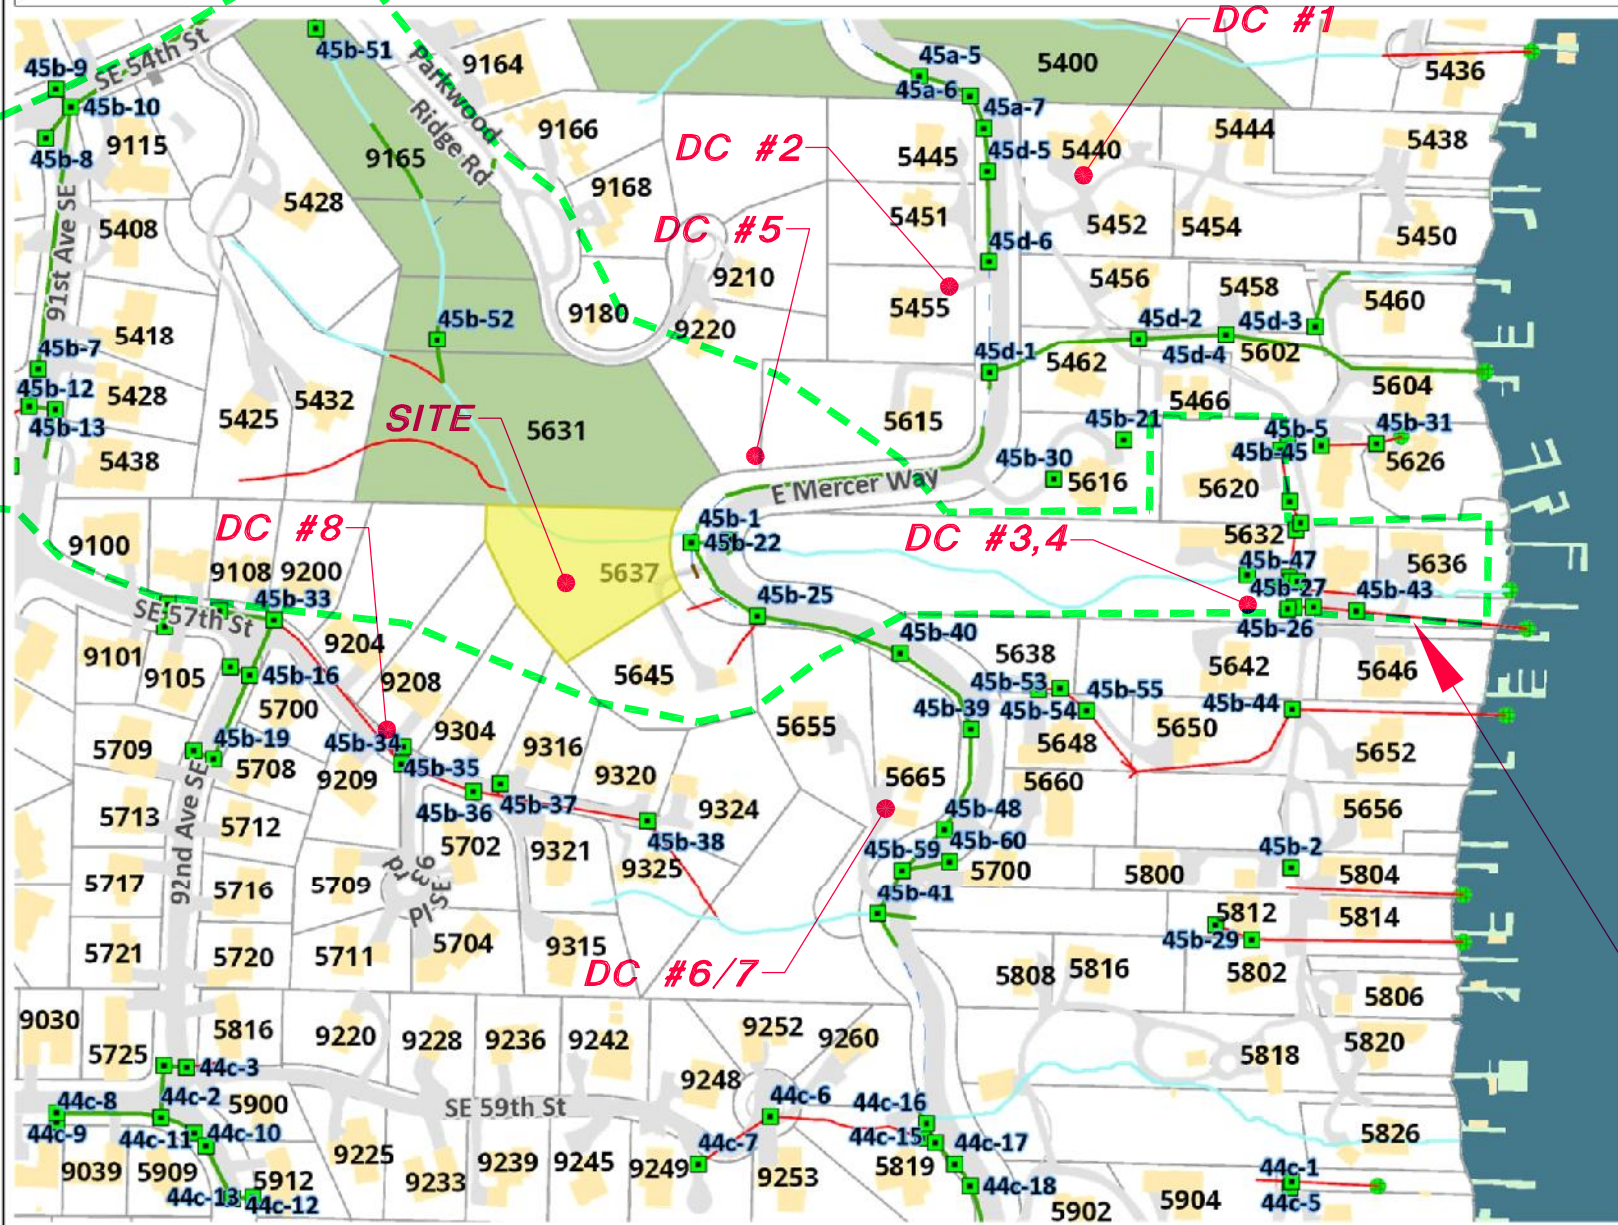 DC #1
45b-51
45a-5
5400
9164
5436
45b-9
SE 54th St
45a-6
45a-7
45b-10
Parkwood
Ridge Rd
9166
5444
5438
45b-8
9115
9165
DC #2
5445
45d-5
5440
9168
5428
5451
5452
5454
5450
5408
DC #5
45d-6
91st Ave SE
9210
5456
5458
5460
9180
5455
45b-52
9220
45d-2
45d-3
5418
45d-1
5462
45d-4
5602
45b-7
45b-12
5428
5432
5604
5425
SITE
5631
5615
5466
45b-13
45b-21
45b-5
45b-31
45b-45
5438
E Mercer Way
45b-30
5616
5620
5626
DC #8
45b-1
45b-22
DC #3,4
5632
9100
9108
9200
5637
45b-47
5636
45b-33
45b-25
45b-27
45b-43
SE 57th St
45b-26
9204
45b-40
9101
9105
45b-16
9208
5645
5638
5642
5646
45b-53
45b-55
5700
45b-39
45b-54
45b-44
5655
5650
5709
45b-19
45b-34
9304
9316
5648
5652
5708
9209
45b-35
9320
5665
5660
92nd Ave SE
45b-36
45b-37
9324
5656
5713
5712
45b-48
5702
45b-38
45b-60
45b-59
45b-2
9321
9325
5700
5800
5804
5717
5716
5709
93rd
Pl SE
45b-41
5812
5814
5721
5720
5711
5704
9315
45b-29
DC #6/7
5808
5816
5802
5806
9030
5816
9220
9228
9236
9242
9252
9260
5725
5818
5820
44c-3
9248
44c-8
44c-2
5900
SE 59th St
44c-6
44c-16
44c-9
44c-11
44c-10
44c-15
44c-17
5826
9039
5909
9225
44c-7
9239
9245
9249
9253
5819
5912
9233
44c-1
44c-13
44c-12
44c-18
5902
5904
44c-5